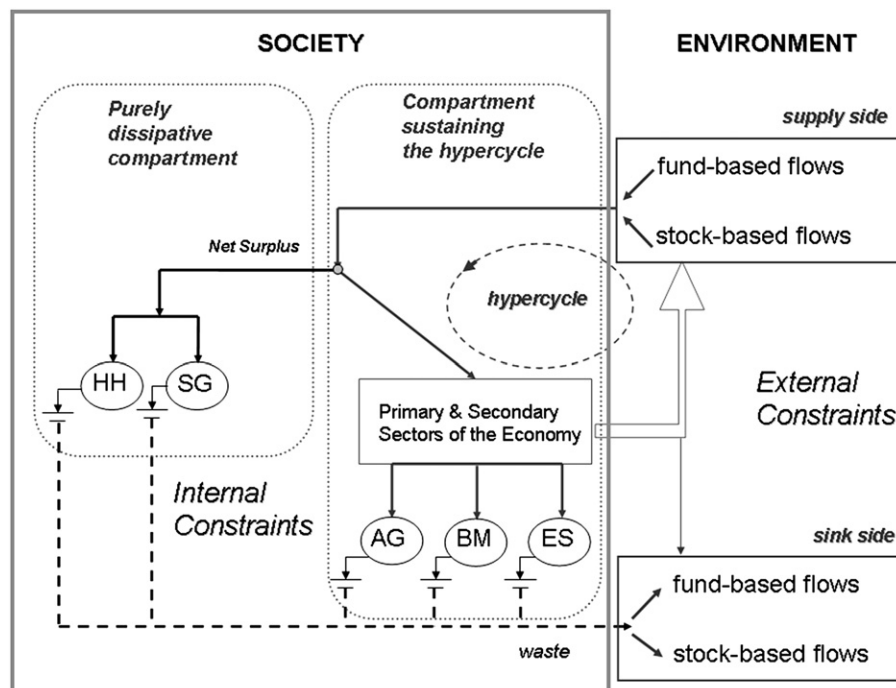 SOCIETY
ENVIRONMENT
Purely
dissipative
compartment
Compartment
sustaining
the hypercycle
supply side
fund-based flows
stock-based flows
Net Surplus
hypercycle
HH
SG
Primary & Secondary
Sectors of the Economy
External
Constraints
Internal
Constraints
AG
BM
ES
sink side
fund-based flows
stock-based flows
waste